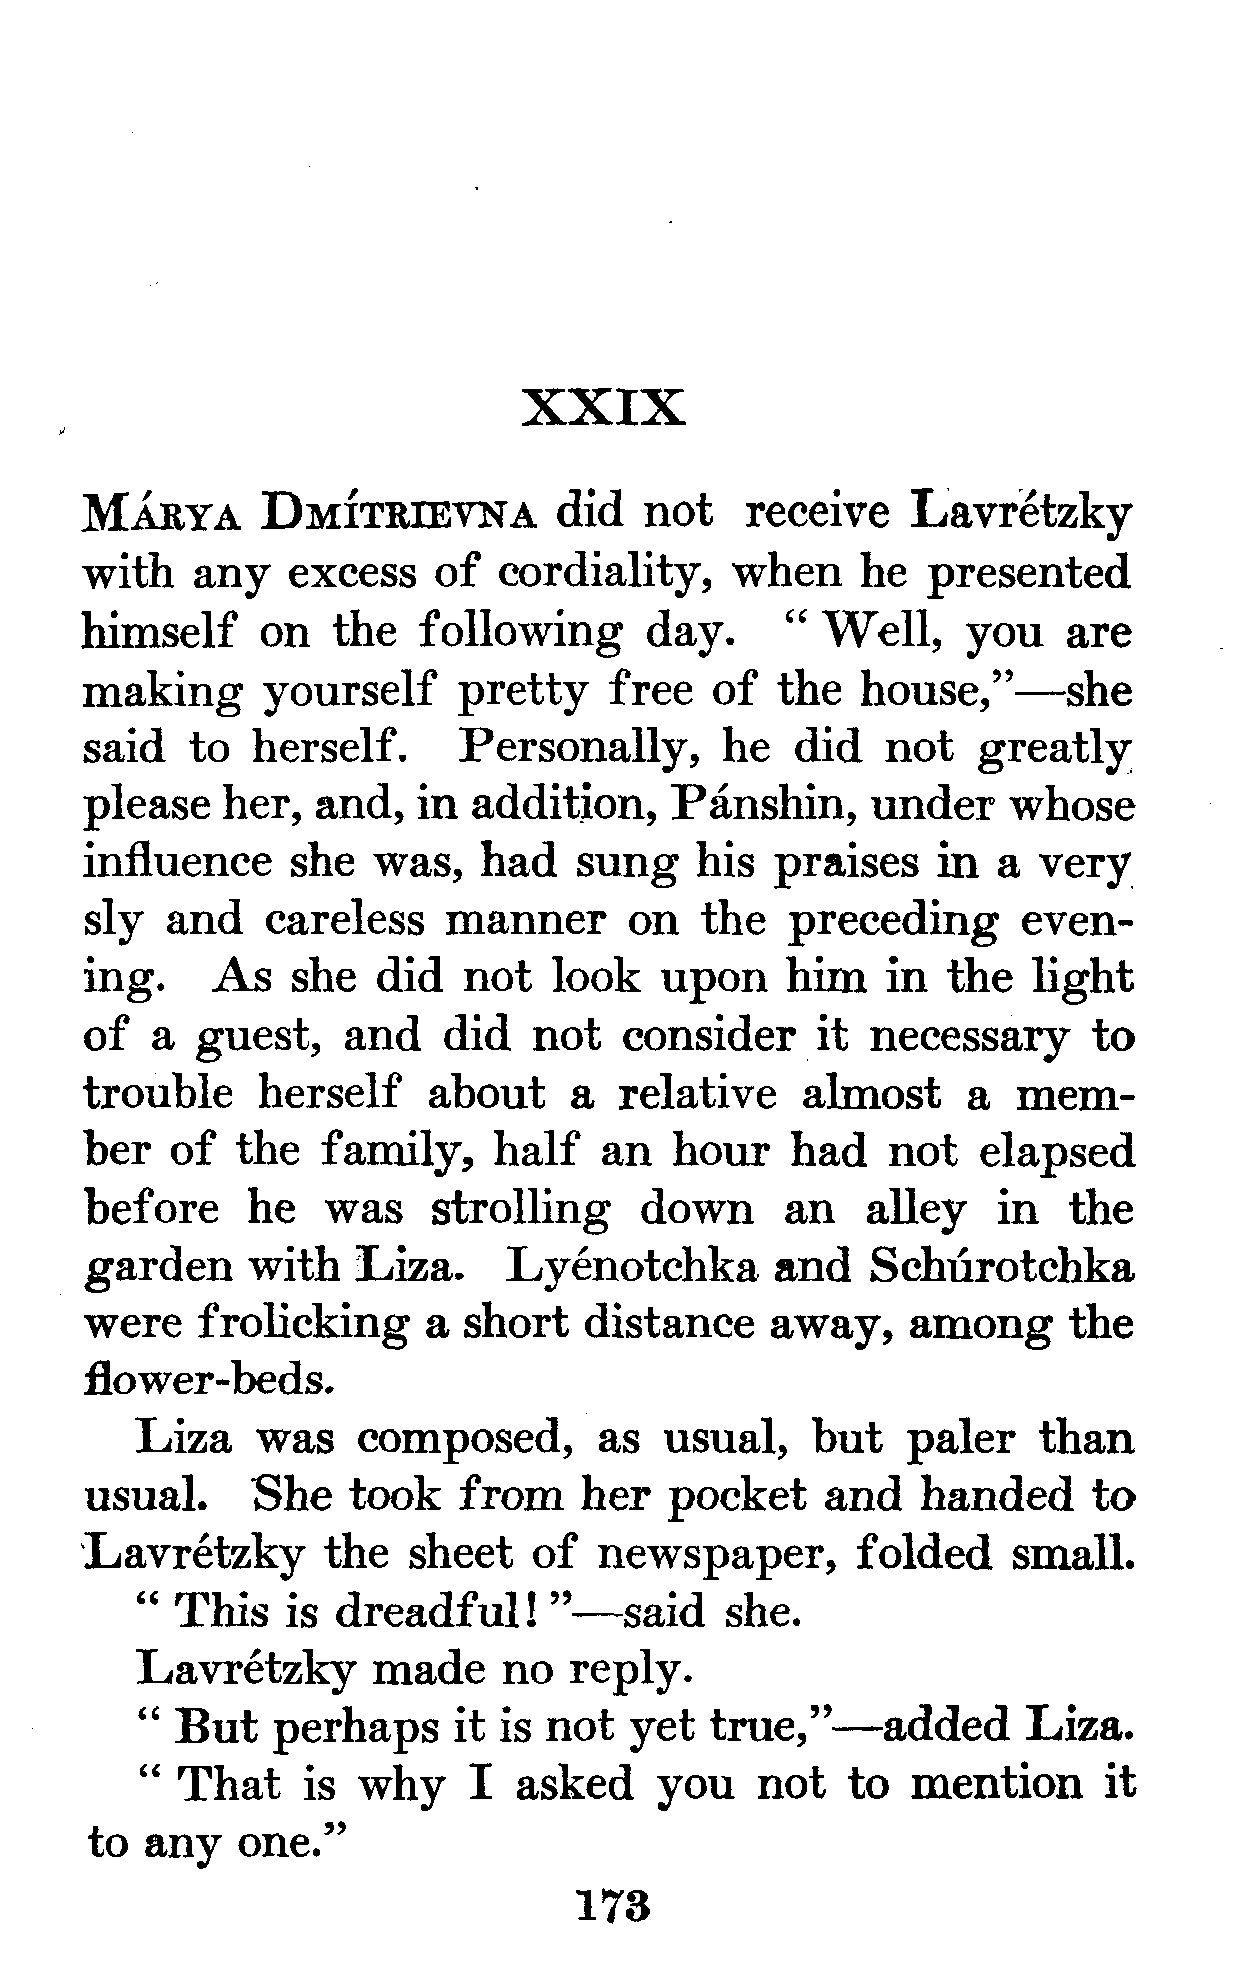 XXIX
MÁRYA DMÍTRIEVNA did not receive Lavrétzky
with any excess of cordiality, when he presented
himself on the following day. " Well, you are
making yourself pretty free of the house,"—she
said to herself. Personally, he did not greatly
please her, and, in addition, Pánshin, under whose
influence she was, had sung his praises in a very
sly and careless manner on the preceding even-
ing. As she did not look upon him in the light
of a guest, and did not consider it necessary to
trouble herself about a relative almost a mem-
ber of the family, half an hour had not elapsed
before he was strolling down an alley in the
garden with Liza. Lyénotchka and Schúrotchka
were frolicking a short distance away, among the
flower-beds.
Liza was composed, as usual, but paler than
usual. She took from her pocket and handed to
Lavrétzky the sheet of newspaper, folded small.
" This is dreadful! "—said she.
Lavrétzky made no reply.
" But perhaps it is not yet true,"—added Liza.
" That is why I asked you not to mention it
to any one."
173